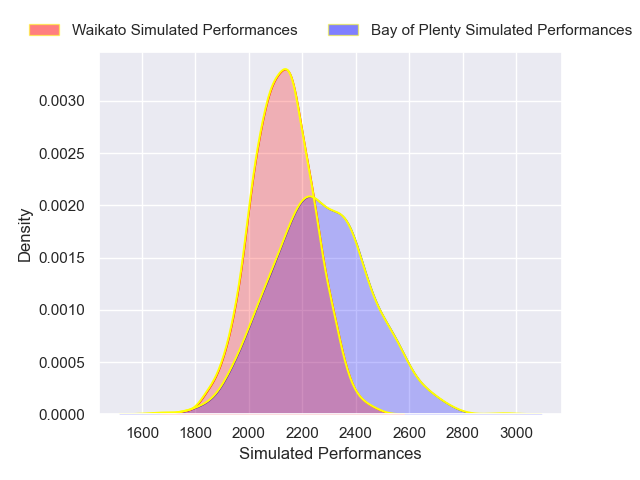 Waikato Simulated Performances
Bay of Plenty Simulated Performances
0.0030
0.0025
0.0020
0.0015
0.0010
0.0005
0.0000
Density
1600 1800 2000 2200 2400 2600 2800 3000
Simulated Performances